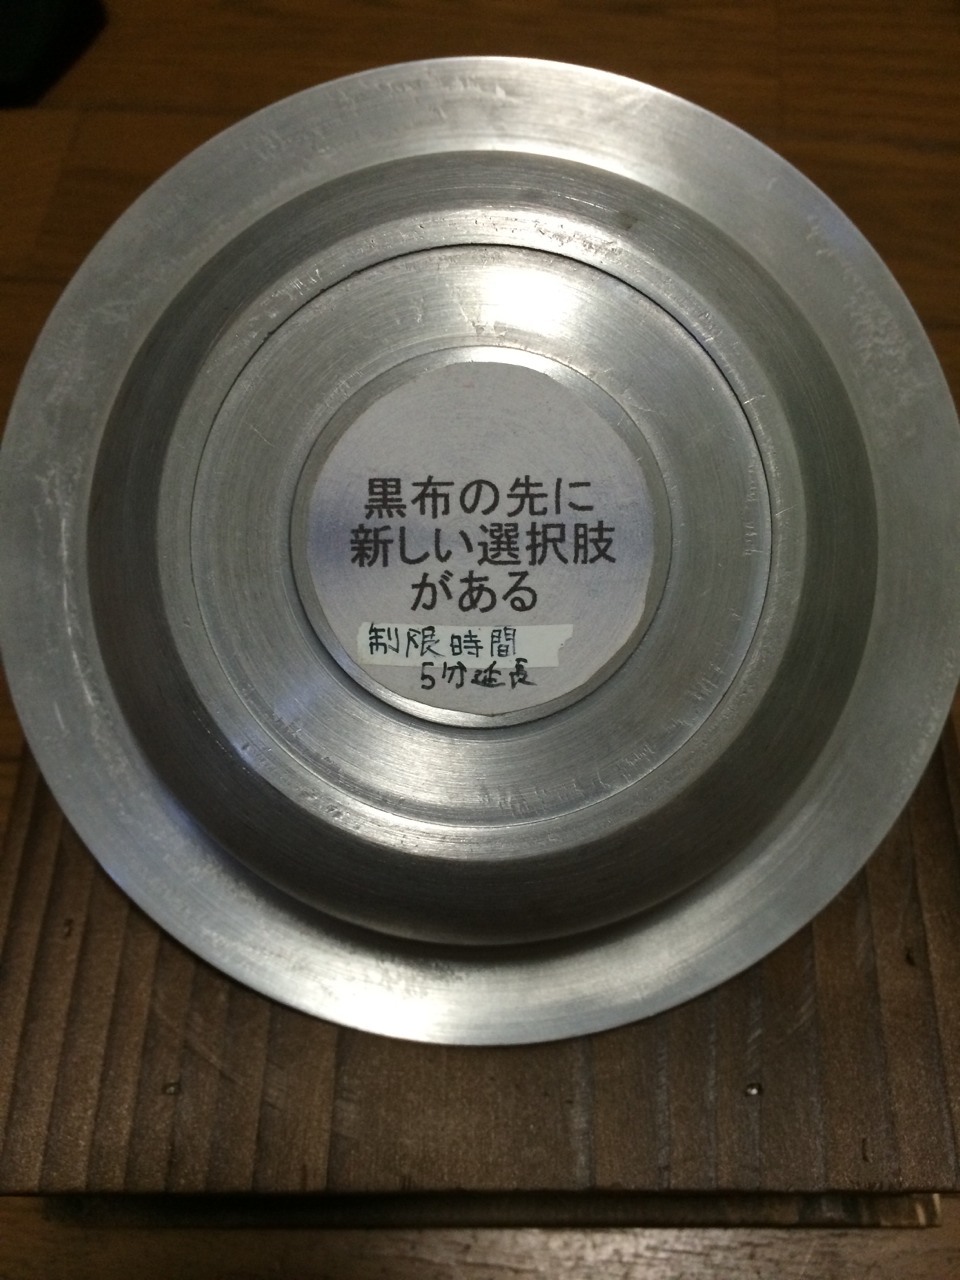 黒布の先に
新しい選択肢
がある
制限時間
5分延長